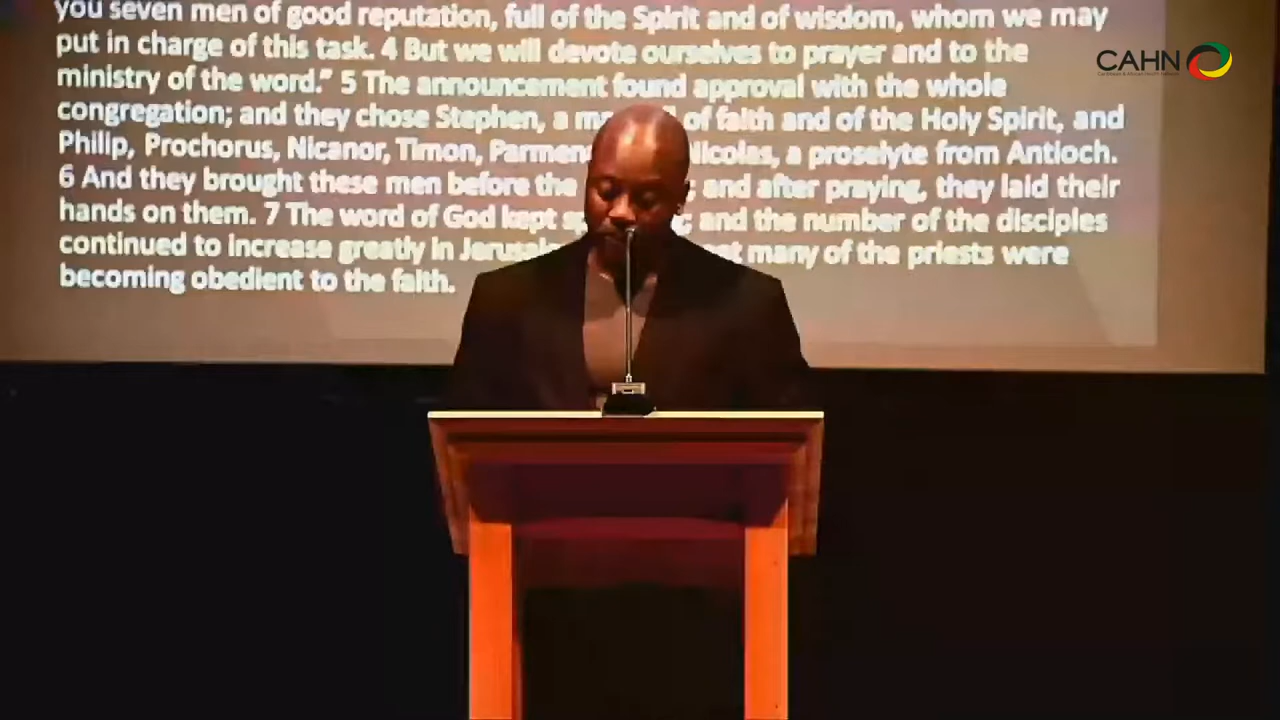 you seven men of good reputation, full of the Spirit and of wisdom, whom we may
put in charge of this task. 4 But we will devote ourselves to prayer and to the
ministry of the word.” 5 The announcement found approval with the whole
congregation; and they chose Stephen, a of faith and of the Holy Spirit, and
Philip, Prochorus, Nicanor, Timon, Nicolas, a proselyte from Antioch.
6 And they brought these men before the ; and after praying, they laid their
hands on them. 7 The word of God kept ; and the number of the disciples
continued to increase greatly in many of the priests were
becoming obedient to the faith.
CAHN